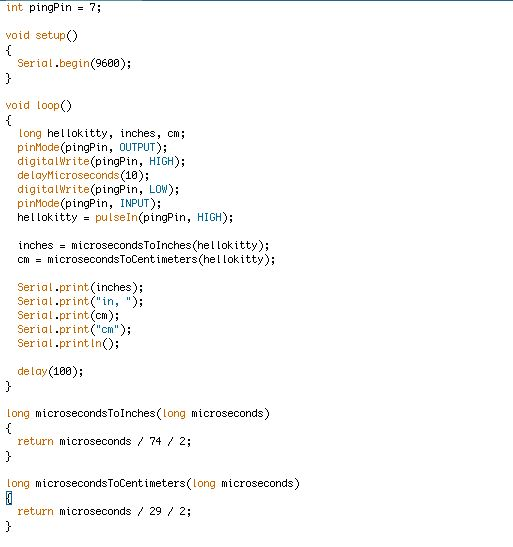 int pingPin = 7;
void setup()
{
Serial.begin(9600);
}
void loop()
{
long hellokitty, inches, cm;
pinMode(pingPin, OUTPUT);
digitalWrite(pingPin, HIGH);
delayMicroseconds(10);
digitalWrite(pingPin, LOW);
pinMode(pingPin, INPUT);
hellokitty = pulseIn(pingPin, HIGH);
inches = microsecondsToInches(hellokitty);
cm = microsecondsToCentimeters(hellokitty);
Serial.print(inches);
Serial.print("in, ");
Serial.print(cm);
Serial.print("cm");
Serial.println();
delay(100);
}
long microsecondsToInches(long microseconds)
{
return microseconds / 74 / 2;
}
long microsecondsToCentimeters(long microseconds)
{
return microseconds / 29 / 2;
}